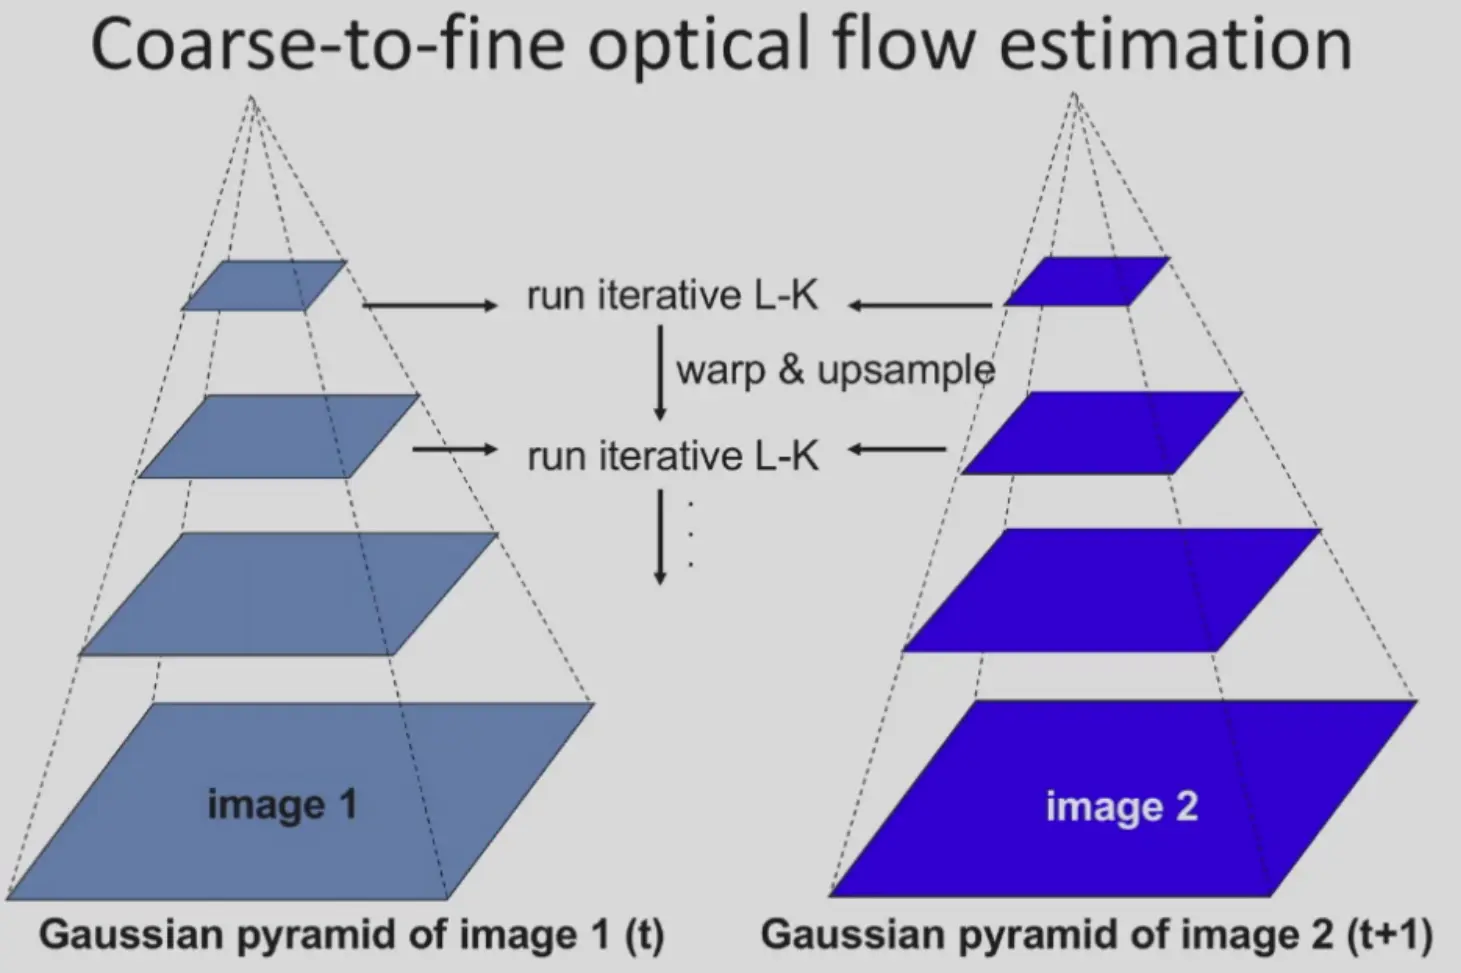 Coarse-to-fine optical flow estimation
run iterative L-K
warp & upsample
run iterative L-K
.
.
.
image 1
image 2
Gaussian pyramid of image 1 (t)
Gaussian pyramid of image 2 (t+1)